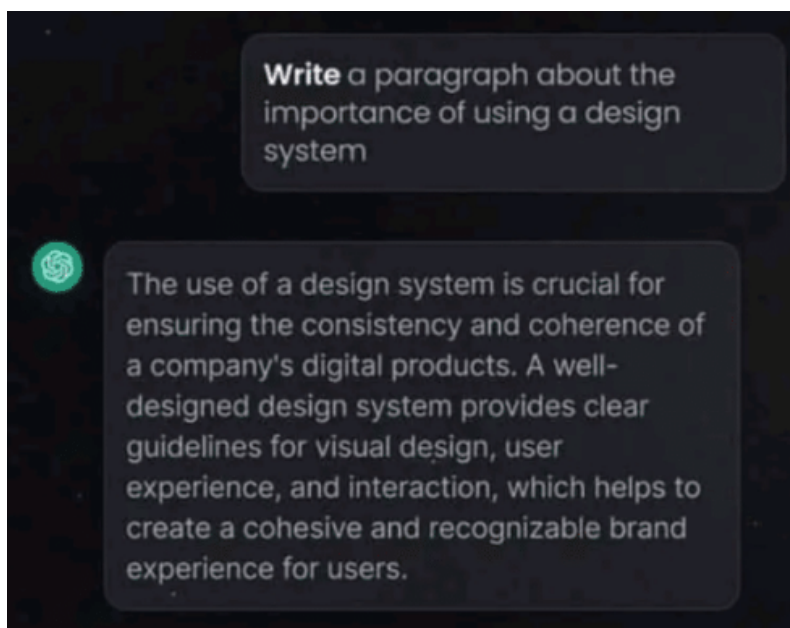 Write a paragraph about the
importance of using a design
system
The use of a design system is crucial for
ensuring the consistency and coherence of
a company's digital products. A well-
designed design system provides clear
guidelines for visual design, user
experience, and interaction, which helps to
create a cohesive and recognizable brand
experience for users.